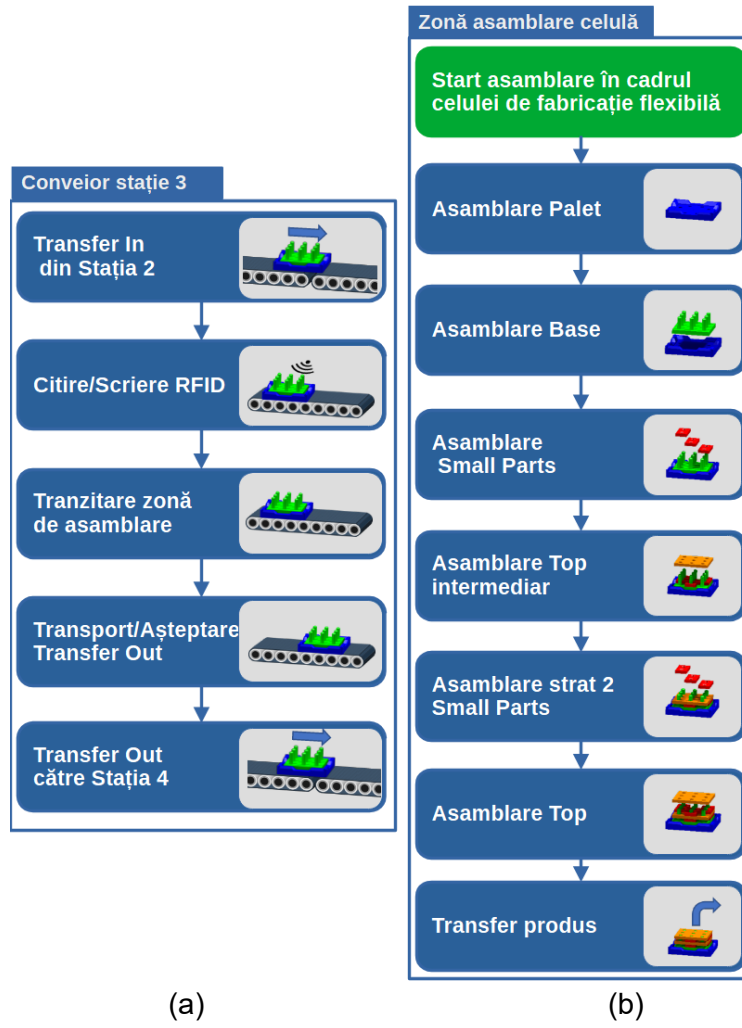 Conveior stație 3
Transfer In
din Stația 2
Citire/Scriere RFID
Tranzitare zonă
de asamblare
Transport/Așteptare
Transfer Out
Transfer Out
către Stația 4
(a)
Zonă asamblare celulă
Start asamblare în cadrul
celulei de fabricație flexibilă
Asamblare Palet
Asamblare Base
Asamblare
Small Parts
Asamblare Top
intermediar
Asamblare strat 2
Small Parts
Asamblare Top
Transfer produs
(b)